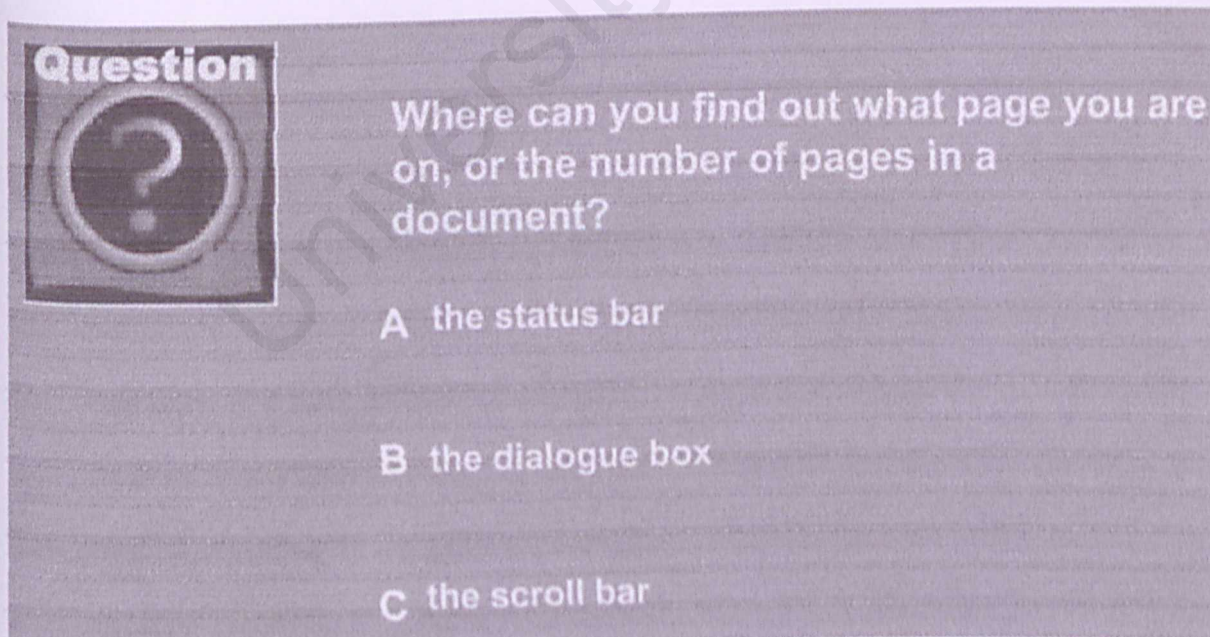 Question
?
Where can you find out what page you are
on, or the number of pages in a
document?
A the status bar
B the dialogue box
C the scroll bar
University